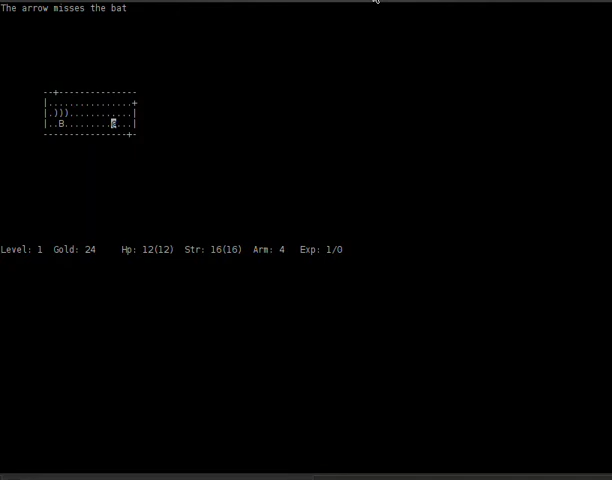 The arrow misses the bat
--+---------------
|................+
|.)))............|
|..B.........@...|
----------------+-
Level: 1  Gold: 24     Hp: 12(12)  Str: 16(16)  Arm: 4   Exp: 1/0